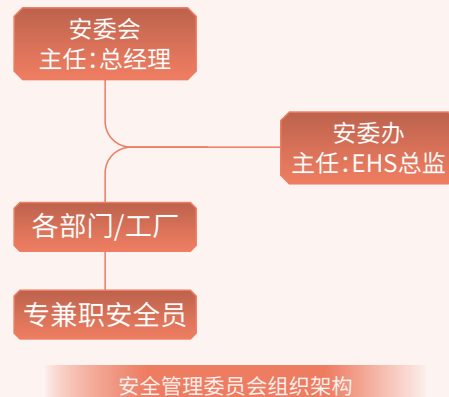 安委会
主任：总经理
安委办
主任：EHS总监
各部门/工厂
专兼职安全员
安全管理委员会组织架构